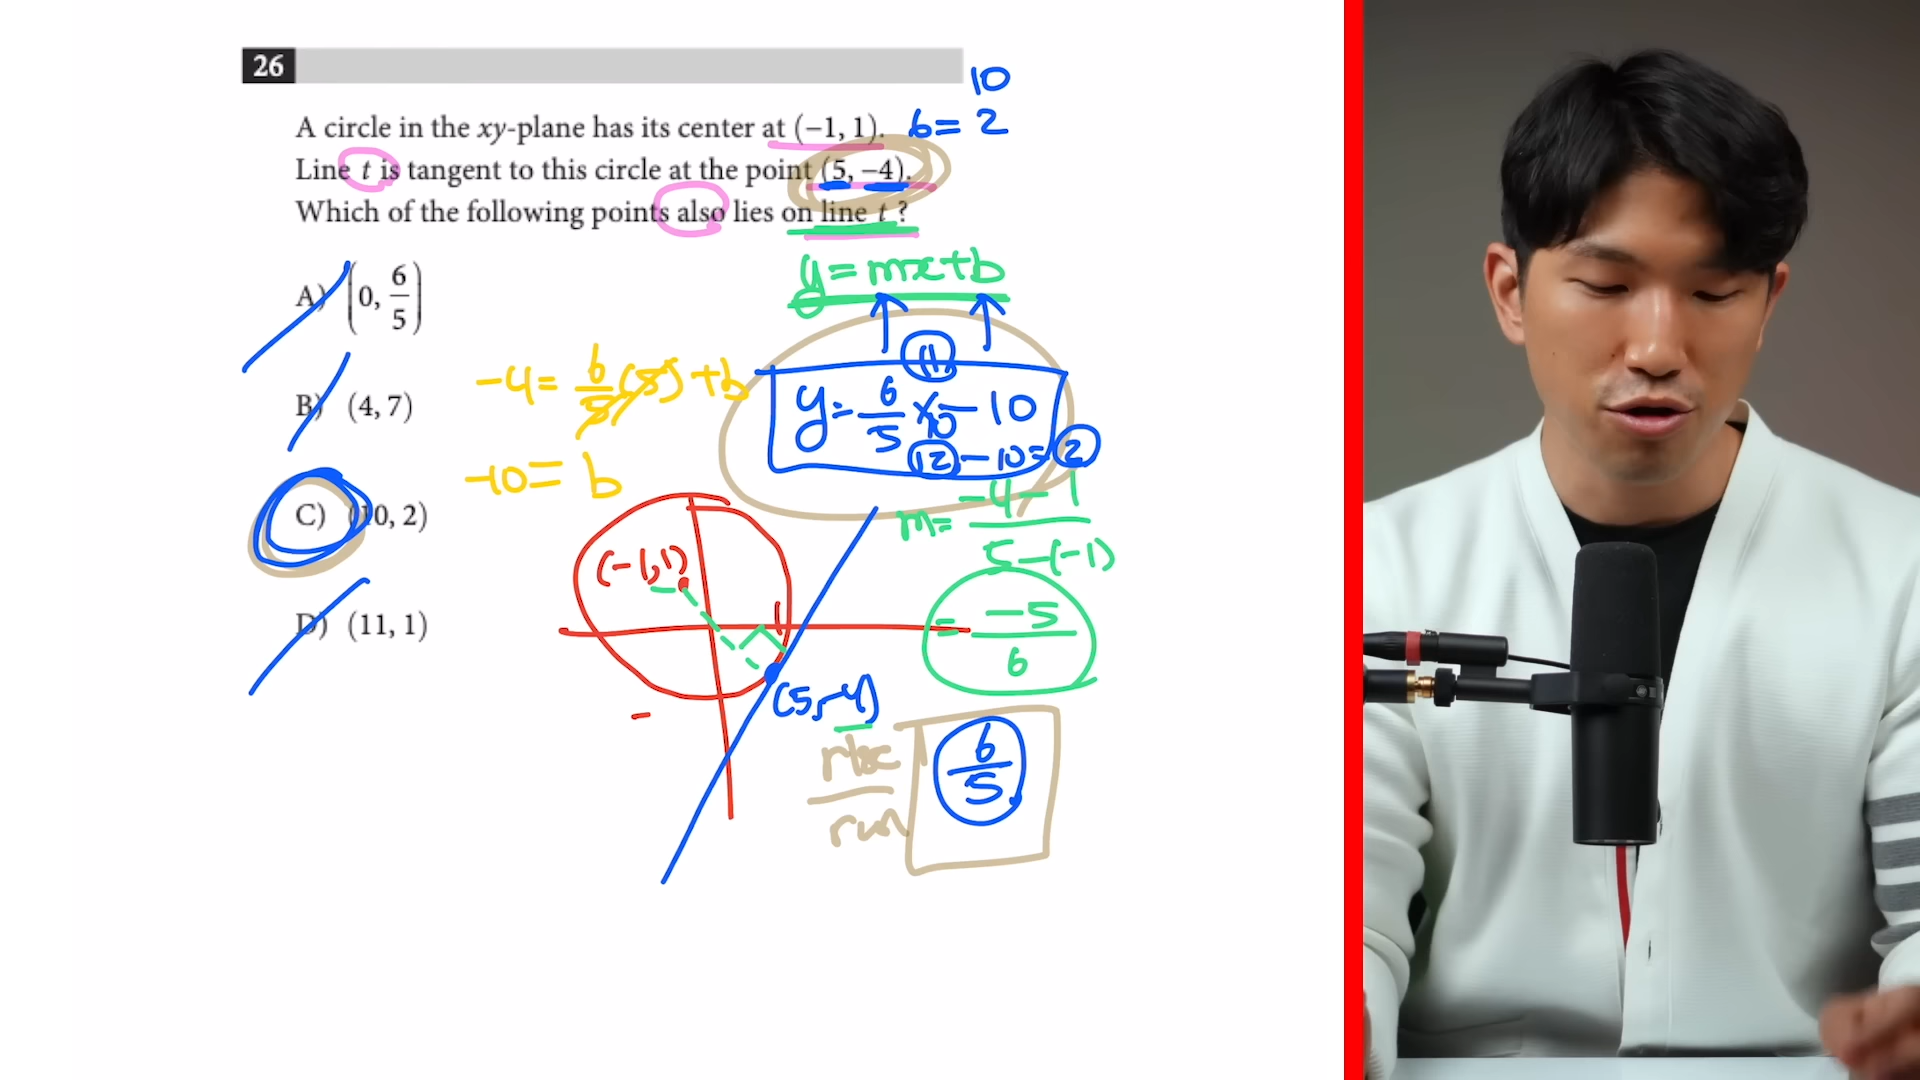 26
A circle in the xy-plane has its center at (−1, 1).
Line t is tangent to this circle at the point (5, −4).
Which of the following points also lies on line t ?
A) (0, 6/5)
B) (4, 7)
C) (10, 2)
D) (11, 1)
10
6= 2
y=mx+b
11
y= 6/5 x −10
10
12 −10= 2
−4= 6/5 (5) +b
−10= b
m= −4−1 / 5−(−1)
= −5/6
(−1,1)
(5,−4)
rise
run
6/5